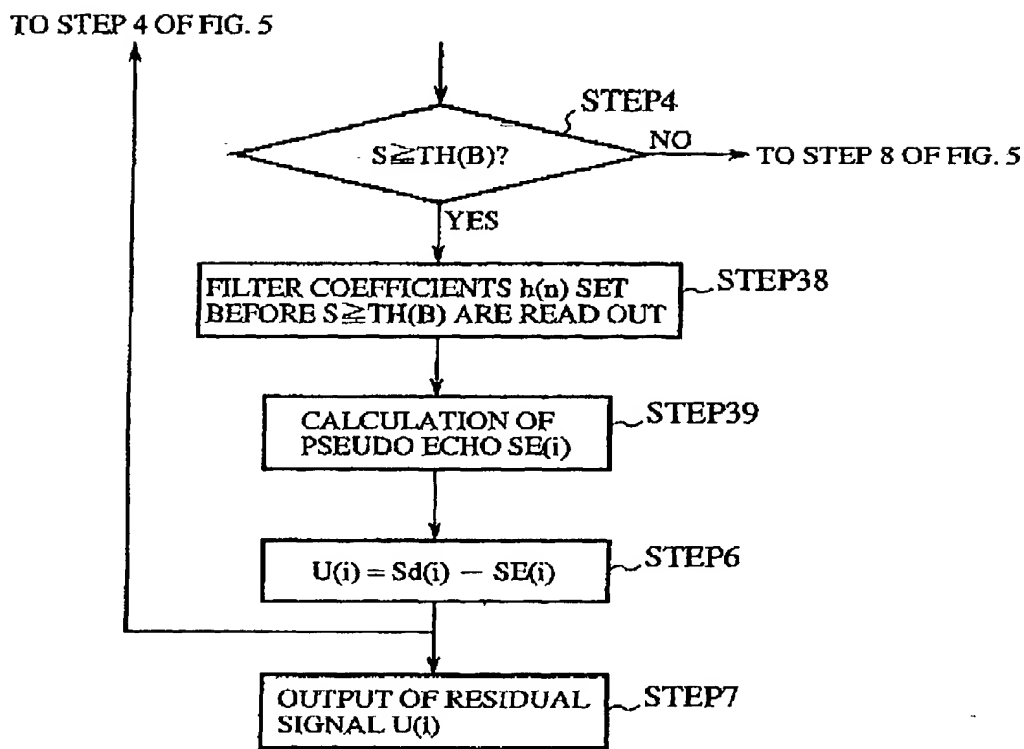 TO STEP 4 OF FIG. 5
STEP4
S≧TH(B)?
NO
TO STEP 8 OF FIG. 5
YES
FILTER COEFFICIENTS h(n) SET
BEFORE S≧TH(B) ARE READ OUT
STEP38
CALCULATION OF
PSEUDO ECHO SE(i)
STEP39
U(i) = Sd(i) － SE(i)
STEP6
OUTPUT OF RESIDUAL
SIGNAL U(i)
STEP7